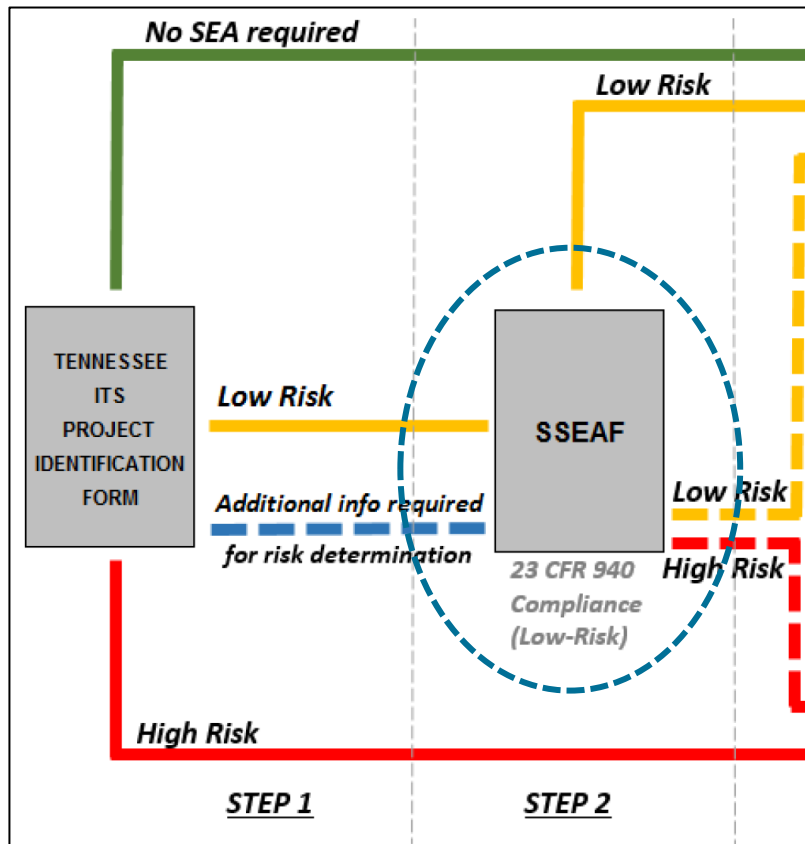 No SEA required
Low Risk
TENNESSEE
ITS
PROJECT
IDENTIFICATION
FORM
Low Risk
Additional info required
for risk determination
SSEAF
Low Risk
High Risk
23 CFR 940
Compliance
(Low-Risk)
High Risk
STEP 1
STEP 2